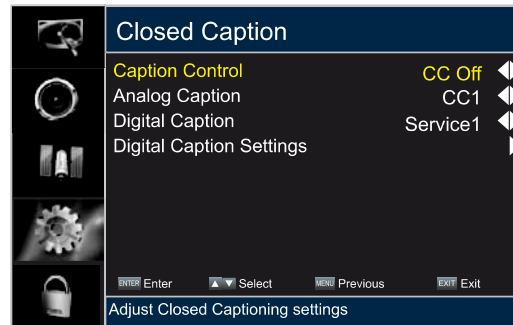 Closed Caption
Caption Control CC Off
Analog Caption CC1
Digital Caption Service1
Digital Caption Settings
ENTER Enter Select MENU Previous EXIT Exit
Adjust Closed Captioning settings